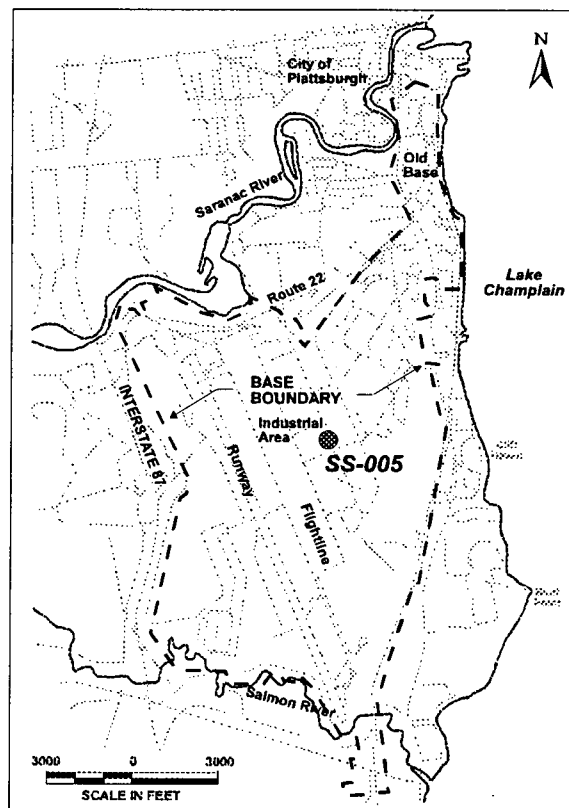 N
City of
Plattsburgh
Old
Base
Saranac River
Lake
Champlain
Route 22
BASE
BOUNDARY
INTERSTATE 87
Industrial
Area
SS-005
Runway
Flightline
Salmon River
3000 0 3000
SCALE IN FEET